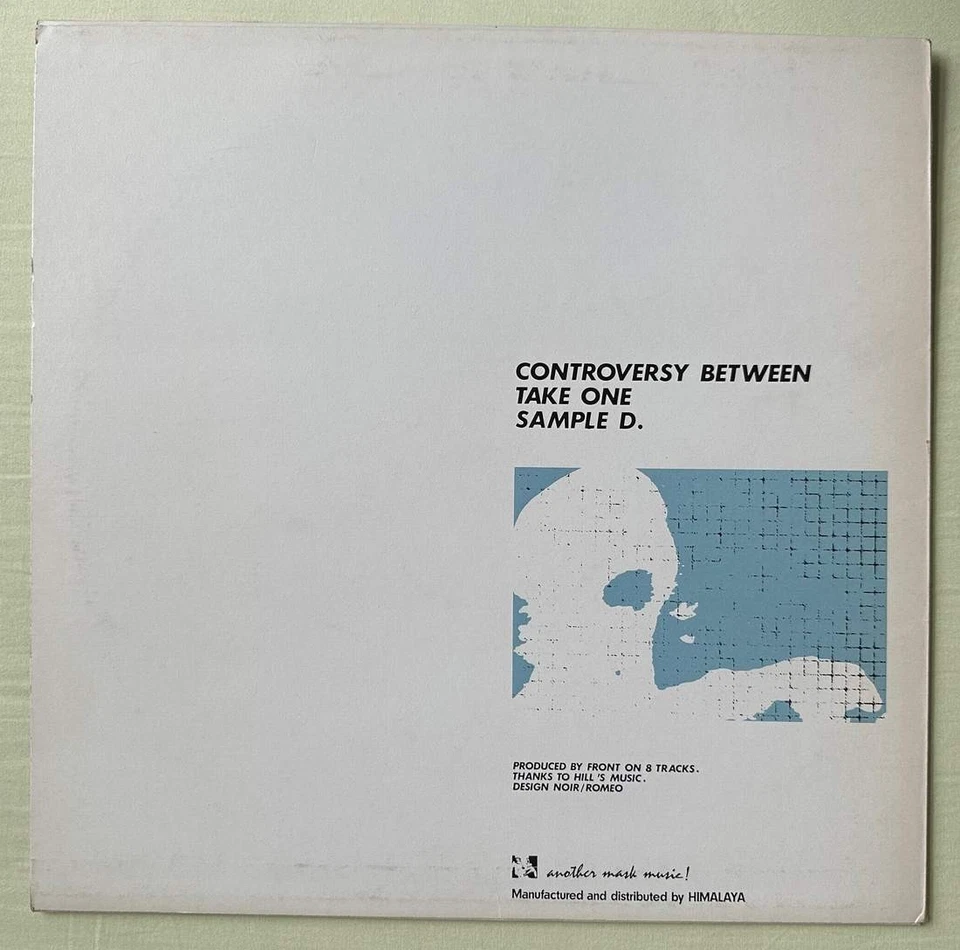 CONTROVERSY BETWEEN
TAKE ONE
SAMPLE D.
PRODUCED BY FRONT ON 8 TRACKS.
THANKS TO HILL 'S MUSIC.
DESIGN NOIR/ROMEO
another mask music!
Manufactured and distributed by HIMALAYA